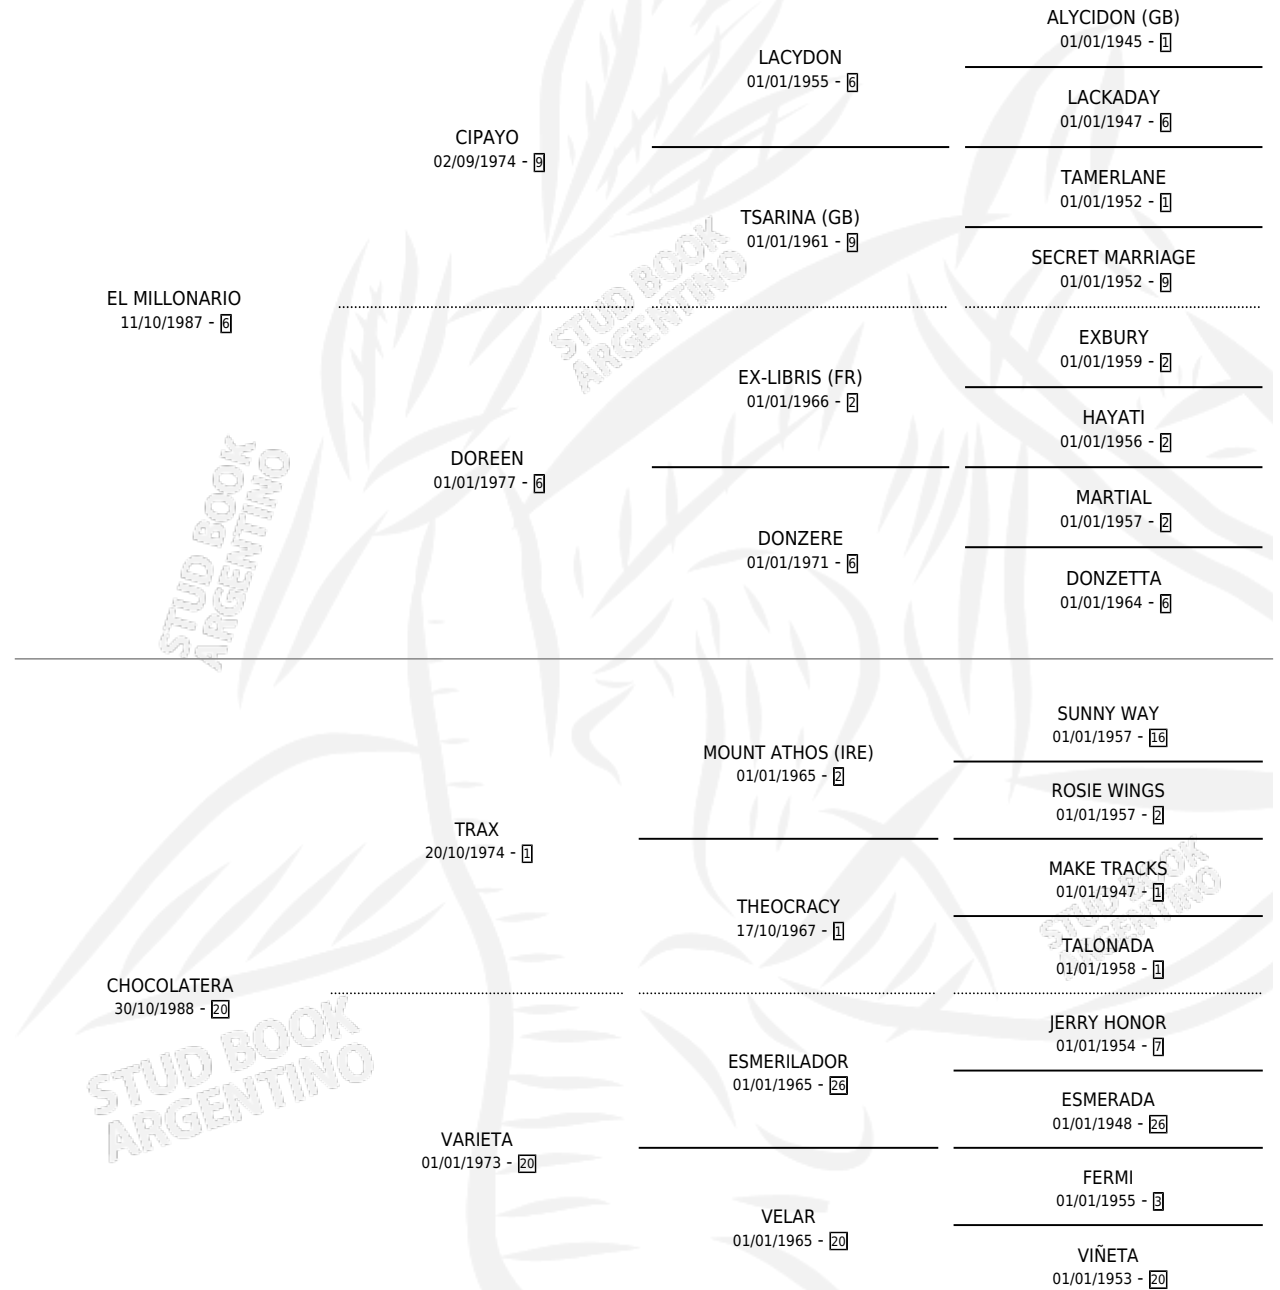 ALYCIDON (GB)
01/01/1945 - 1
LACYDON
01/01/1955 - 6
LACKADAY
01/01/1947 - 6
CIPAYO
02/09/1974 - 9
TAMERLANE
01/01/1952 - 1
TSARINA (GB)
01/01/1961 - 9
SECRET MARRIAGE
01/01/1952 - 9
EL MILLONARIO
11/10/1987 - 6
STUD BOOK
ARGENTINO
EXBURY
01/01/1959 - 2
EX-LIBRIS (FR)
01/01/1966 - 2
HAYATI
01/01/1956 - 2
DOREEN
01/01/1977 - 6
MARTIAL
01/01/1957 - 2
DONZERE
01/01/1971 - 6
DONZETTA
01/01/1964 - 6
STUD BOOK
ARGENTINO
SUNNY WAY
01/01/1957 - 16
MOUNT ATHOS (IRE)
01/01/1965 - 2
ROSIE WINGS
01/01/1957 - 2
TRAX
20/10/1974 - 1
MAKE TRACKS
01/01/1947 - 1
THEOCRACY
17/10/1967 - 1
STUD BOOK
ARGENTINO
TALONADA
01/01/1958 - 1
CHOCOLATERA
30/10/1988 - 20
JERRY HONOR
01/01/1954 - 7
ESMERILADOR
01/01/1965 - 26
STUD BOOK
ARGENTINO
ESMERADA
01/01/1948 - 26
VARIETA
01/01/1973 - 20
FERMI
01/01/1955 - 3
VELAR
01/01/1965 - 20
VIÑETA
01/01/1953 - 20